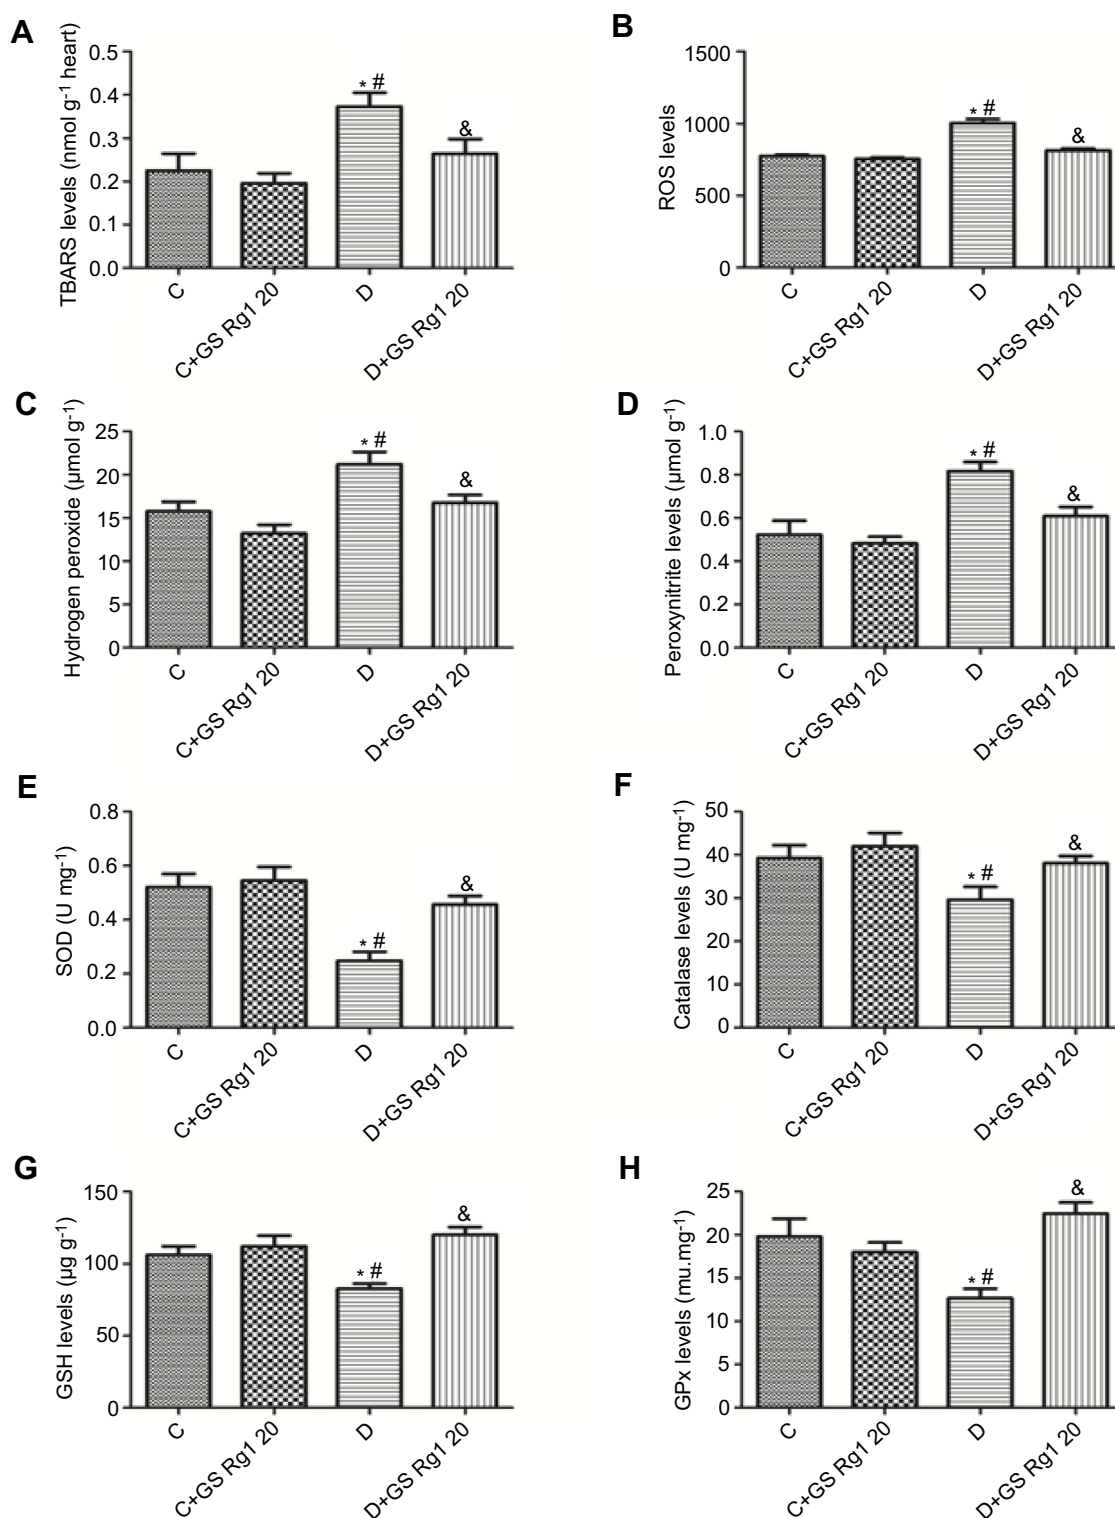 A
TBARS levels (nmol g-1 heart)
0.5
0.4
0.3
0.2
0.1
0.0
* #
&
C
C+GS Rg1 20
D
D+GS Rg1 20
B
ROS levels
1500
1000
500
0
* #
&
C
C+GS Rg1 20
D
D+GS Rg1 20
C
Hydrogen peroxide (µmol g-1)
25
20
15
10
5
0
* #
&
C
C+GS Rg1 20
D
D+GS Rg1 20
D
Peroxynitrite levels (µmol g-1)
1.0
0.8
0.6
0.4
0.2
0.0
* #
&
C
C+GS Rg1 20
D
D+GS Rg1 20
E
SOD (U mg-1)
0.8
0.6
0.4
0.2
0.0
* #
&
C
C+GS Rg1 20
D
D+GS Rg1 20
F
Catalase levels (U mg-1)
50
40
30
20
10
0
* #
&
C
C+GS Rg1 20
D
D+GS Rg1 20
G
GSH levels (µg g-1)
150
100
50
0
* #
&
C
C+GS Rg1 20
D
D+GS Rg1 20
H
GPx levels (mu.mg-1)
25
20
15
10
5
0
* #
&
C
C+GS Rg1 20
D
D+GS Rg1 20